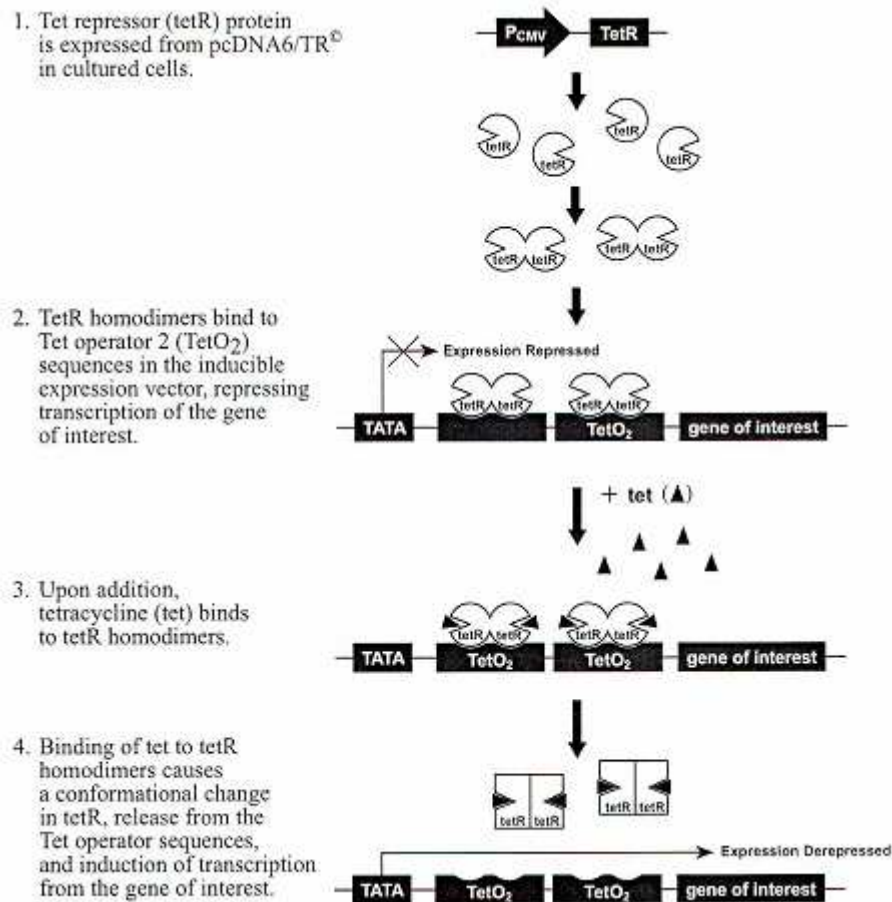 1. Tet repressor (tetR) protein
is expressed from pcDNA6/TR©
in cultured cells.
PCMV TetR
tetR tetR tetR tetR
tetR tetR tetR tetR
2. TetR homodimers bind to
Tet operator 2 (TetO2)
sequences in the inducible
expression vector, repressing
transcription of the gene
of interest.
Expression Repressed
tetR tetR tetR tetR
TATA TetO2 gene of interest
+ tet (▲)
3. Upon addition,
tetracycline (tet) binds
to tetR homodimers.
tetR tetR tetR tetR
TATA TetO2 TetO2 gene of interest
4. Binding of tet to tetR
homodimers causes
a conformational change
in tetR, release from the
Tet operator sequences,
and induction of transcription
from the gene of interest.
tetR tetR tetR tetR
Expression Derepressed
TATA TetO2 TetO2 gene of interest